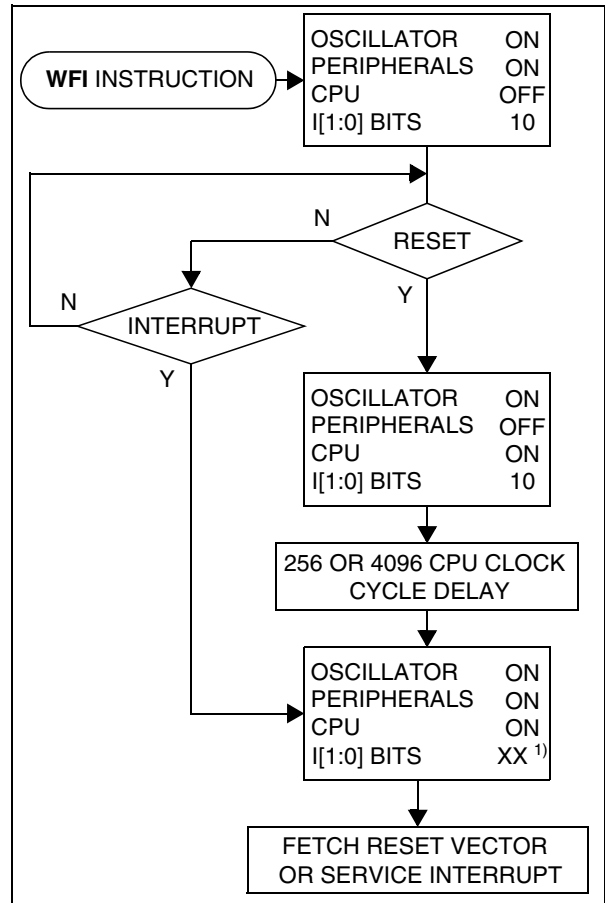 WFI INSTRUCTION
OSCILLATOR ON
PERIPHERALS ON
CPU OFF
I[1:0] BITS 10
N
RESET
Y
N
INTERRUPT
Y
OSCILLATOR ON
PERIPHERALS OFF
CPU ON
I[1:0] BITS 10
256 OR 4096 CPU CLOCK
CYCLE DELAY
OSCILLATOR ON
PERIPHERALS ON
CPU ON
I[1:0] BITS XX 1)
FETCH RESET VECTOR
OR SERVICE INTERRUPT